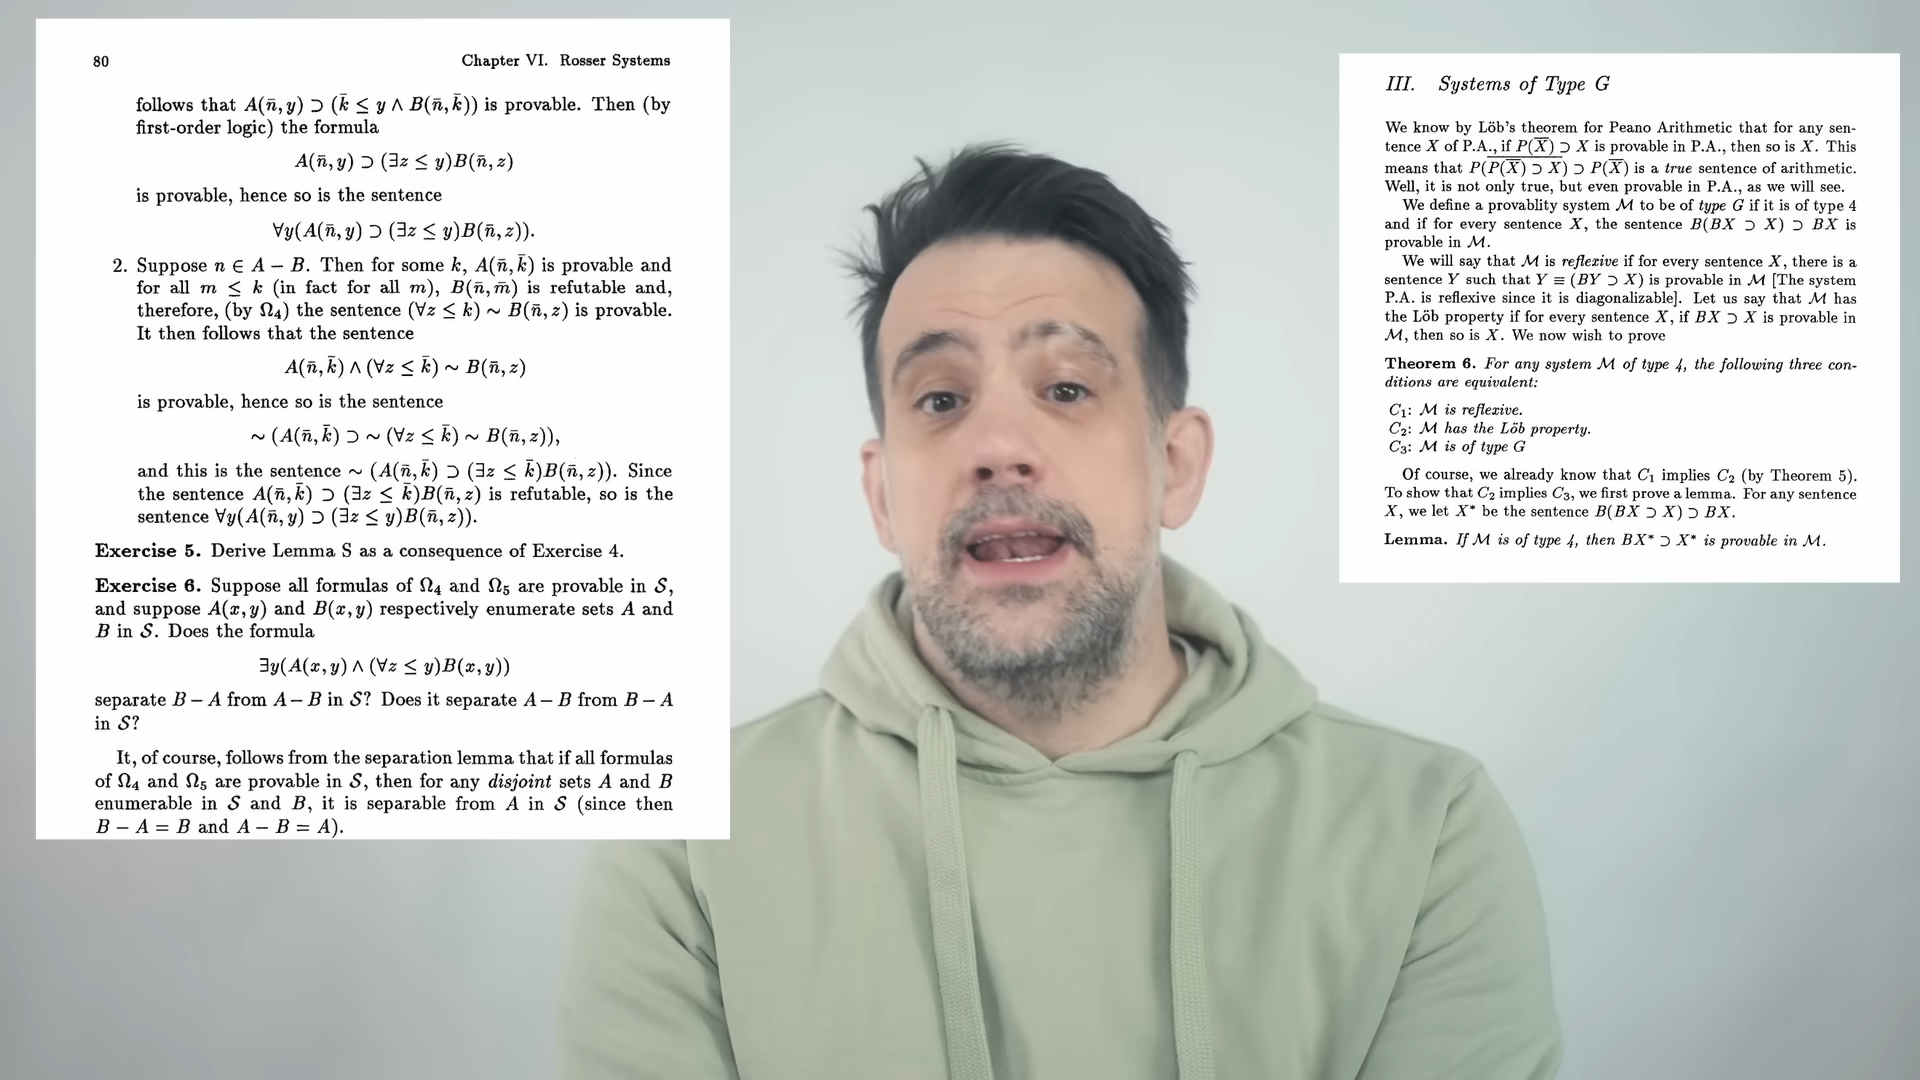 80 Chapter VI. Rosser Systems
follows that A(n̄, y) ⊃ (k̄ ≤ y ∧ B(n̄, k̄)) is provable. Then (by
first-order logic) the formula
A(n̄, y) ⊃ (∃z ≤ y)B(n̄, z)
is provable, hence so is the sentence
∀y(A(n̄, y) ⊃ (∃z ≤ y)B(n̄, z)).
2. Suppose n ∈ A − B. Then for some k, A(n̄, k̄) is provable and
for all m ≤ k (in fact for all m), B(n̄, m̄) is refutable and,
therefore, (by Ω₄) the sentence (∀z ≤ k) ~ B(n̄, z) is provable.
It then follows that the sentence
A(n̄, k̄) ∧ (∀z ≤ k̄) ~ B(n̄, z)
is provable, hence so is the sentence
~ (A(n̄, k̄) ⊃ ~ (∀z ≤ k̄) ~ B(n̄, z)),
and this is the sentence ~ (A(n̄, k̄) ⊃ (∃z ≤ k̄)B(n̄, z)). Since
the sentence A(n̄, k̄) ⊃ (∃z ≤ k̄)B(n̄, z) is refutable, so is the
sentence ∀y(A(n̄, y) ⊃ (∃z ≤ y)B(n̄, z)).
Exercise 5. Derive Lemma S as a consequence of Exercise 4.
Exercise 6. Suppose all formulas of Ω₄ and Ω₅ are provable in 𝒮,
and suppose A(x, y) and B(x, y) respectively enumerate sets A and
B in 𝒮. Does the formula
∃y(A(x, y) ∧ (∀z ≤ y)B(x, y))
separate B − A from A − B in 𝒮? Does it separate A − B from B − A
in 𝒮?
It, of course, follows from the separation lemma that if all formulas
of Ω₄ and Ω₅ are provable in 𝒮, then for any disjoint sets A and B
enumerable in 𝒮 and B, it is separable from A in 𝒮 (since then
B − A = B and A − B = A).
III. Systems of Type G
We know by Löb's theorem for Peano Arithmetic that for any sen-
tence X of P.A., if P(X̅) ⊃ X is provable in P.A., then so is X. This
means that P(P(X̅) ⊃ X) ⊃ P(X̅) is a true sentence of arithmetic.
Well, it is not only true, but even provable in P.A., as we will see.
We define a provablity system ℳ to be of type G if it is of type 4
and if for every sentence X, the sentence B(BX ⊃ X) ⊃ BX is
provable in ℳ.
We will say that ℳ is reflexive if for every sentence X, there is a
sentence Y such that Y ≡ (BY ⊃ X) is provable in ℳ [The system
P.A. is reflexive since it is diagonalizable]. Let us say that ℳ has
the Löb property if for every sentence X, if BX ⊃ X is provable in
ℳ, then so is X. We now wish to prove
Theorem 6. For any system ℳ of type 4, the following three con-
ditions are equivalent:
C₁: ℳ is reflexive.
C₂: ℳ has the Löb property.
C₃: ℳ is of type G
Of course, we already know that C₁ implies C₂ (by Theorem 5).
To show that C₂ implies C₃, we first prove a lemma. For any sentence
X, we let X* be the sentence B(BX ⊃ X) ⊃ BX.
Lemma. If ℳ is of type 4, then BX* ⊃ X* is provable in ℳ.